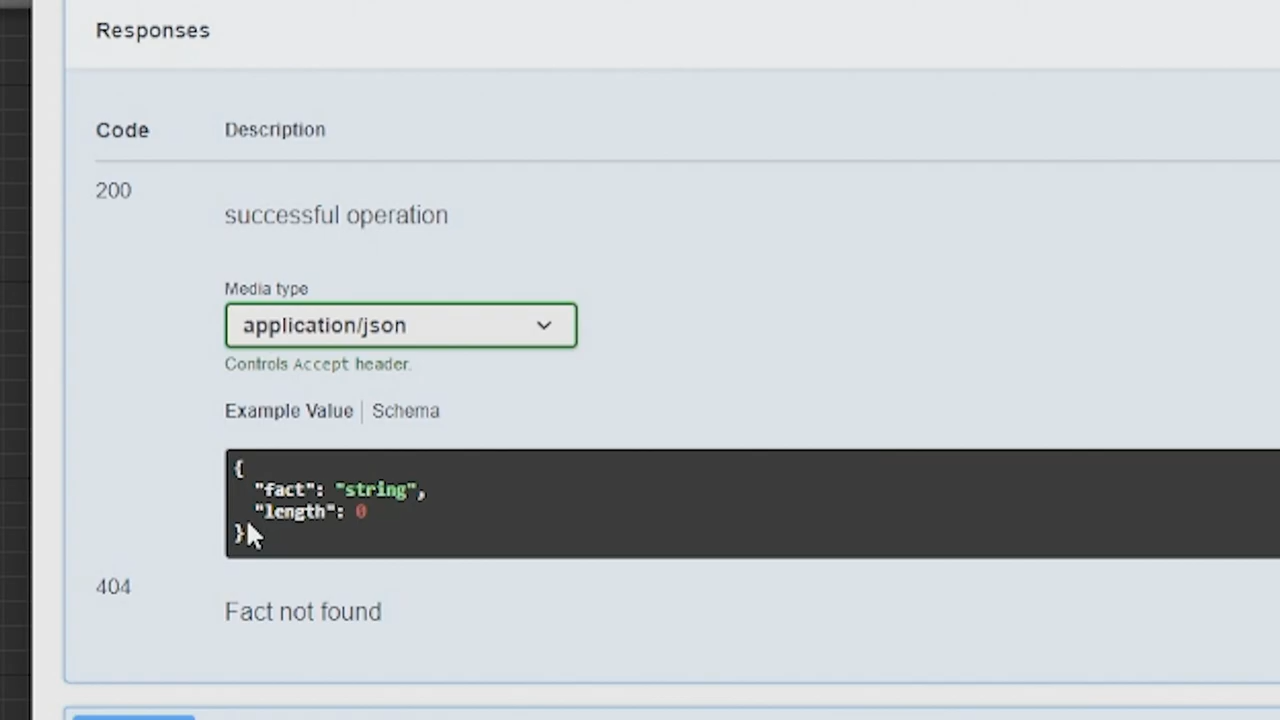 Responses
Code Description
200
successful operation
Media type
application/json
Controls Accept header.
Example Value | Schema
{
"fact": "string",
"length": 0
}
404
Fact not found